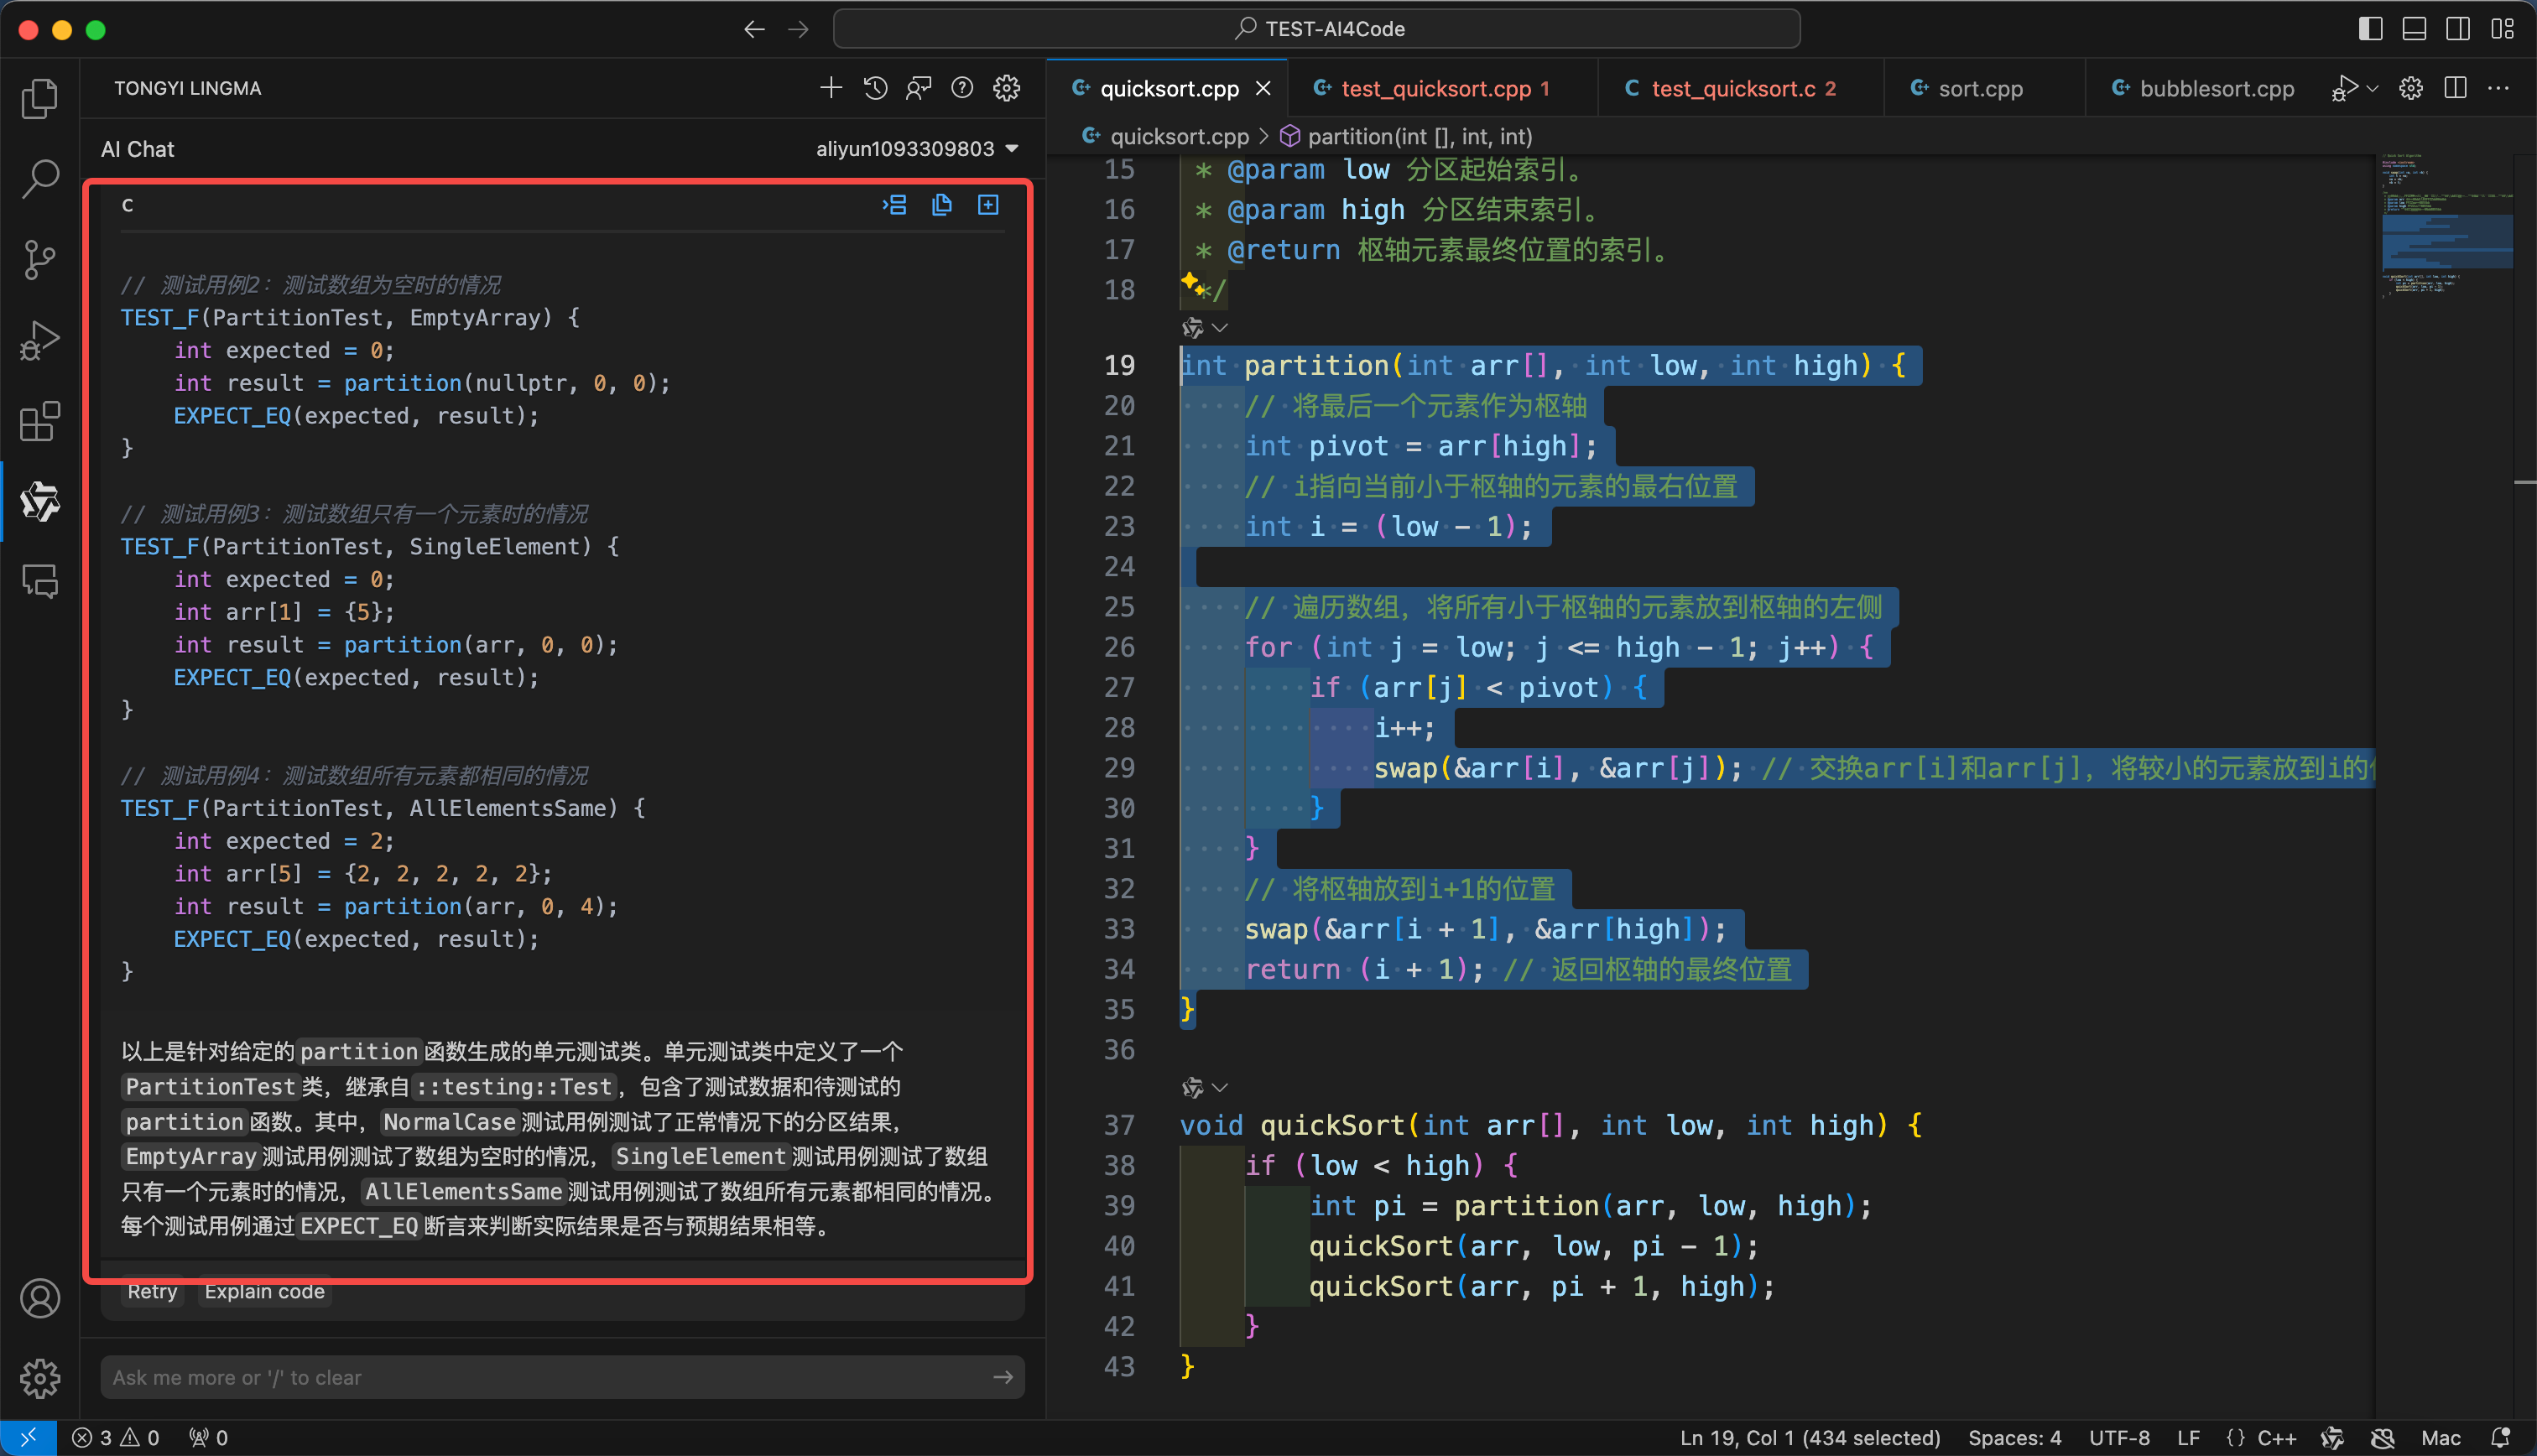 TEST-AI4Code
TONGYI LINGMA
AI Chat
aliyun1093309803
C
// 测试用例2：测试数组为空时的情况
TEST_F(PartitionTest, EmptyArray) {
    int expected = 0;
    int result = partition(nullptr, 0, 0);
    EXPECT_EQ(expected, result);
}
// 测试用例3：测试数组只有一个元素时的情况
TEST_F(PartitionTest, SingleElement) {
    int expected = 0;
    int arr[1] = {5};
    int result = partition(arr, 0, 0);
    EXPECT_EQ(expected, result);
}
// 测试用例4：测试数组所有元素都相同的情况
TEST_F(PartitionTest, AllElementsSame) {
    int expected = 2;
    int arr[5] = {2, 2, 2, 2, 2};
    int result = partition(arr, 0, 4);
    EXPECT_EQ(expected, result);
}
以上是针对给定的partition函数生成的单元测试类。单元测试类中定义了一个
PartitionTest类，继承自::testing::Test，包含了测试数据和待测试的
partition函数。其中，NormalCase测试用例测试了正常情况下的分区结果，
EmptyArray测试用例测试了数组为空时的情况，SingleElement测试用例测试了数组
只有一个元素时的情况，AllElementsSame测试用例测试了数组所有元素都相同的情况。
每个测试用例通过EXPECT_EQ断言来判断实际结果是否与预期结果相等。
Retry Explain code
Ask me more or '/' to clear
quicksort.cpp test_quicksort.cpp 1 test_quicksort.c 2 sort.cpp bubblesort.cpp
quicksort.cpp > partition(int [], int, int)
15 * @param low 分区起始索引。
16 * @param high 分区结束索引。
17 * @return 枢轴元素最终位置的索引。
18 */
19 int partition(int arr[], int low, int high) {
20     // 将最后一个元素作为枢轴
21     int pivot = arr[high];
22     // i指向当前小于枢轴的元素的最右位置
23     int i = (low - 1);
24
25     // 遍历数组，将所有小于枢轴的元素放到枢轴的左侧
26     for (int j = low; j <= high - 1; j++) {
27         if (arr[j] < pivot) {
28             i++;
29             swap(&arr[i], &arr[j]); // 交换arr[i]和arr[j]，将较小的元素放到i的
30         }
31     }
32     // 将枢轴放到i+1的位置
33     swap(&arr[i + 1], &arr[high]);
34     return (i + 1); // 返回枢轴的最终位置
35 }
36
37 void quickSort(int arr[], int low, int high) {
38     if (low < high) {
39         int pi = partition(arr, low, high);
40         quickSort(arr, low, pi - 1);
41         quickSort(arr, pi + 1, high);
42     }
43 }
3 0 0
Ln 19, Col 1 (434 selected) Spaces: 4 UTF-8 LF {} C++ Mac